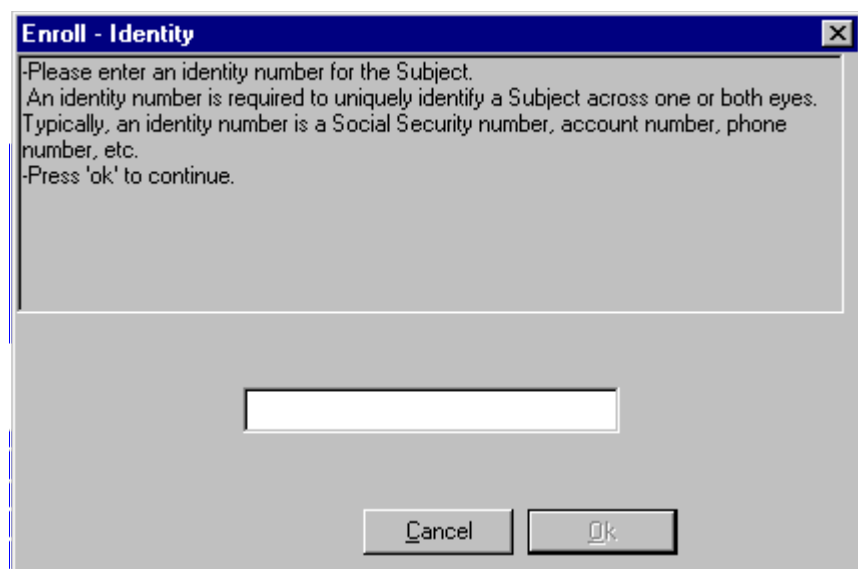 Enroll - Identity
-Please enter an identity number for the Subject.
An identity number is required to uniquely identify a Subject across one or both eyes.
Typically, an identity number is a Social Security number, account number, phone
number, etc.
-Press 'ok' to continue.
Cancel
Ok